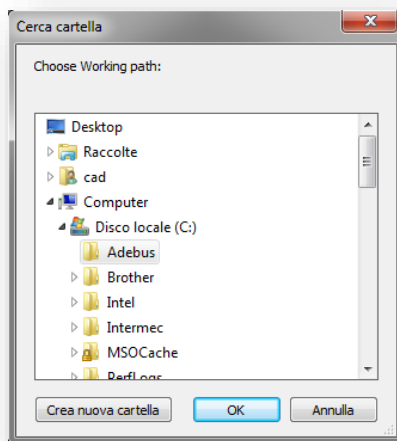 Cerca cartella
Choose Working path:
Desktop
Raccolte
cad
Computer
Disco locale (C:)
Adebus
Brother
Intel
Intermec
MSOCache
PerfLogs
Crea nuova cartella
OK
Annulla